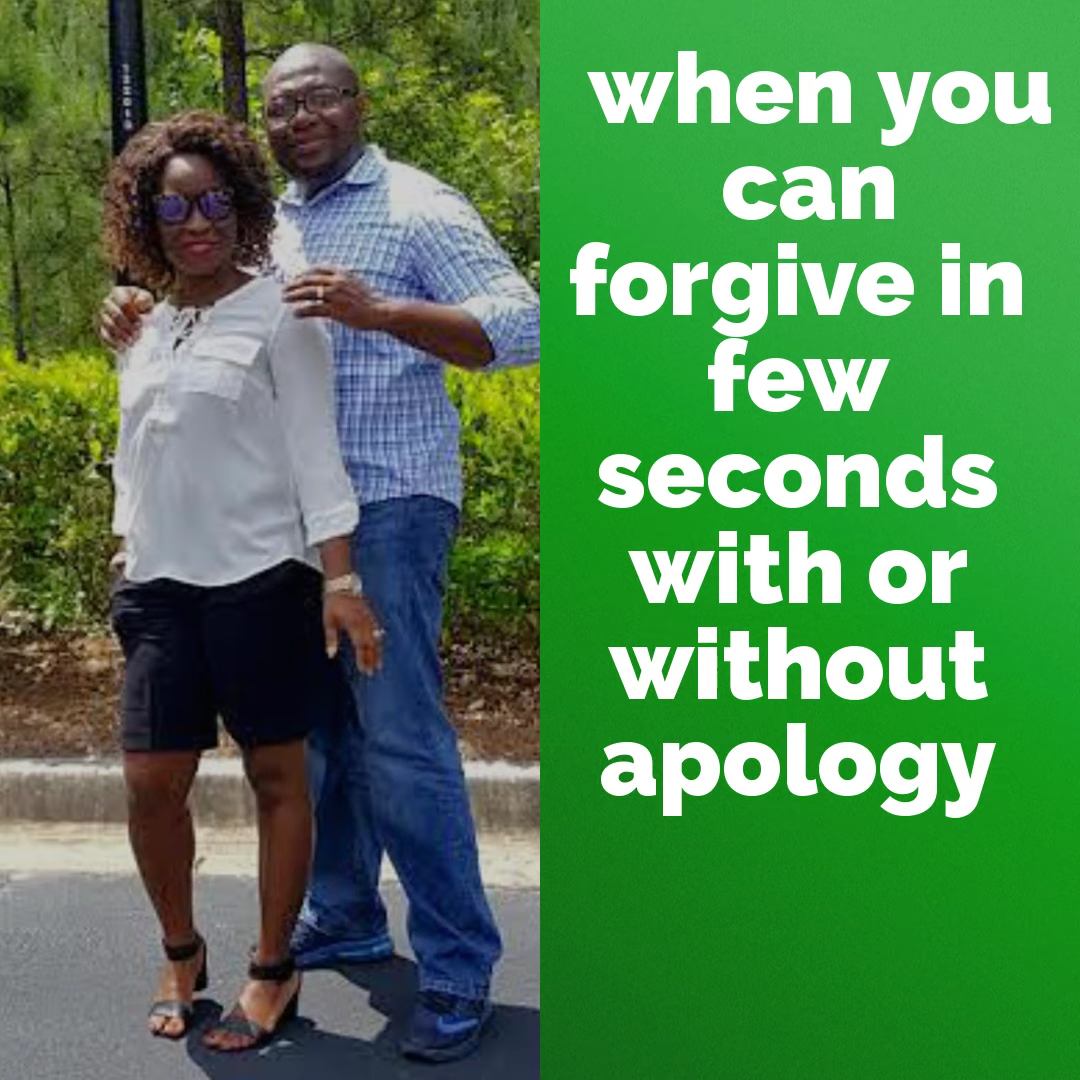 when you
can
forgive in
few
seconds
with or
without
apology